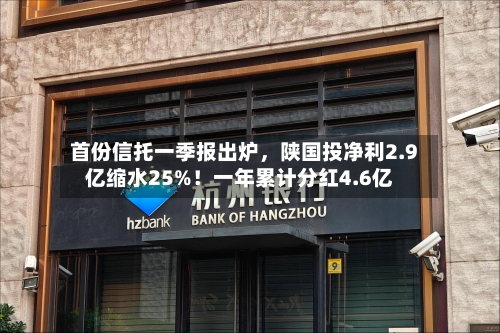 首份信托一季报出炉，陕国投净利2.9
亿缩水25%！一年累计分红4.6亿
杭州银行
hzbank
BANK OF HANGZHOU
9